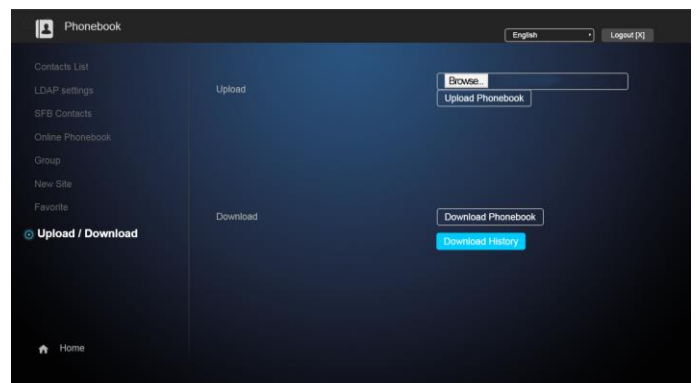 Phonebook
English
Logout [X]
Contacts List
LDAP settings
SFB Contacts
Online Phonebook
Group
New Site
Favorite
Upload / Download
Home
Upload
Browse..
Upload Phonebook
Download
Download Phonebook
Download History